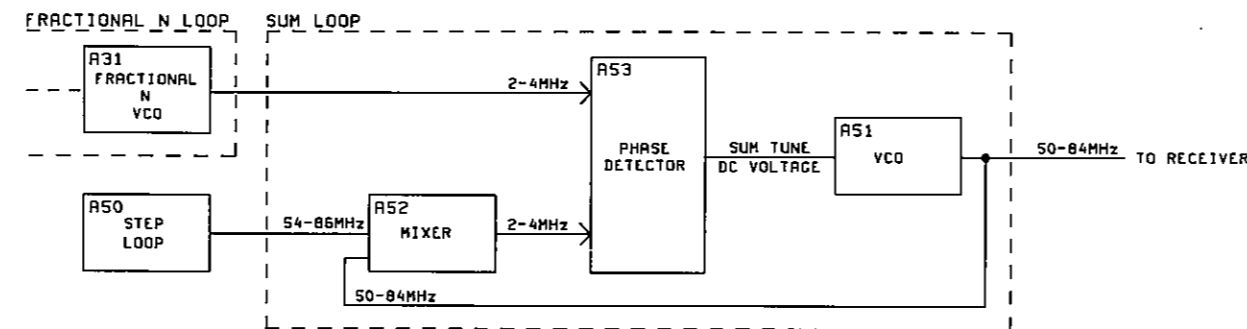 FRACTIONAL N LOOP
SUM LOOP
A31
FRACTIONAL
N
VCO
2-4MHz
A53
PHASE
DETECTOR
SUM TUNE
DC VOLTAGE
A51
VCO
50-84MHz
TO RECEIVER
A50
STEP
LOOP
54-86MHz
A52
MIXER
2-4MHz
50-84MHz